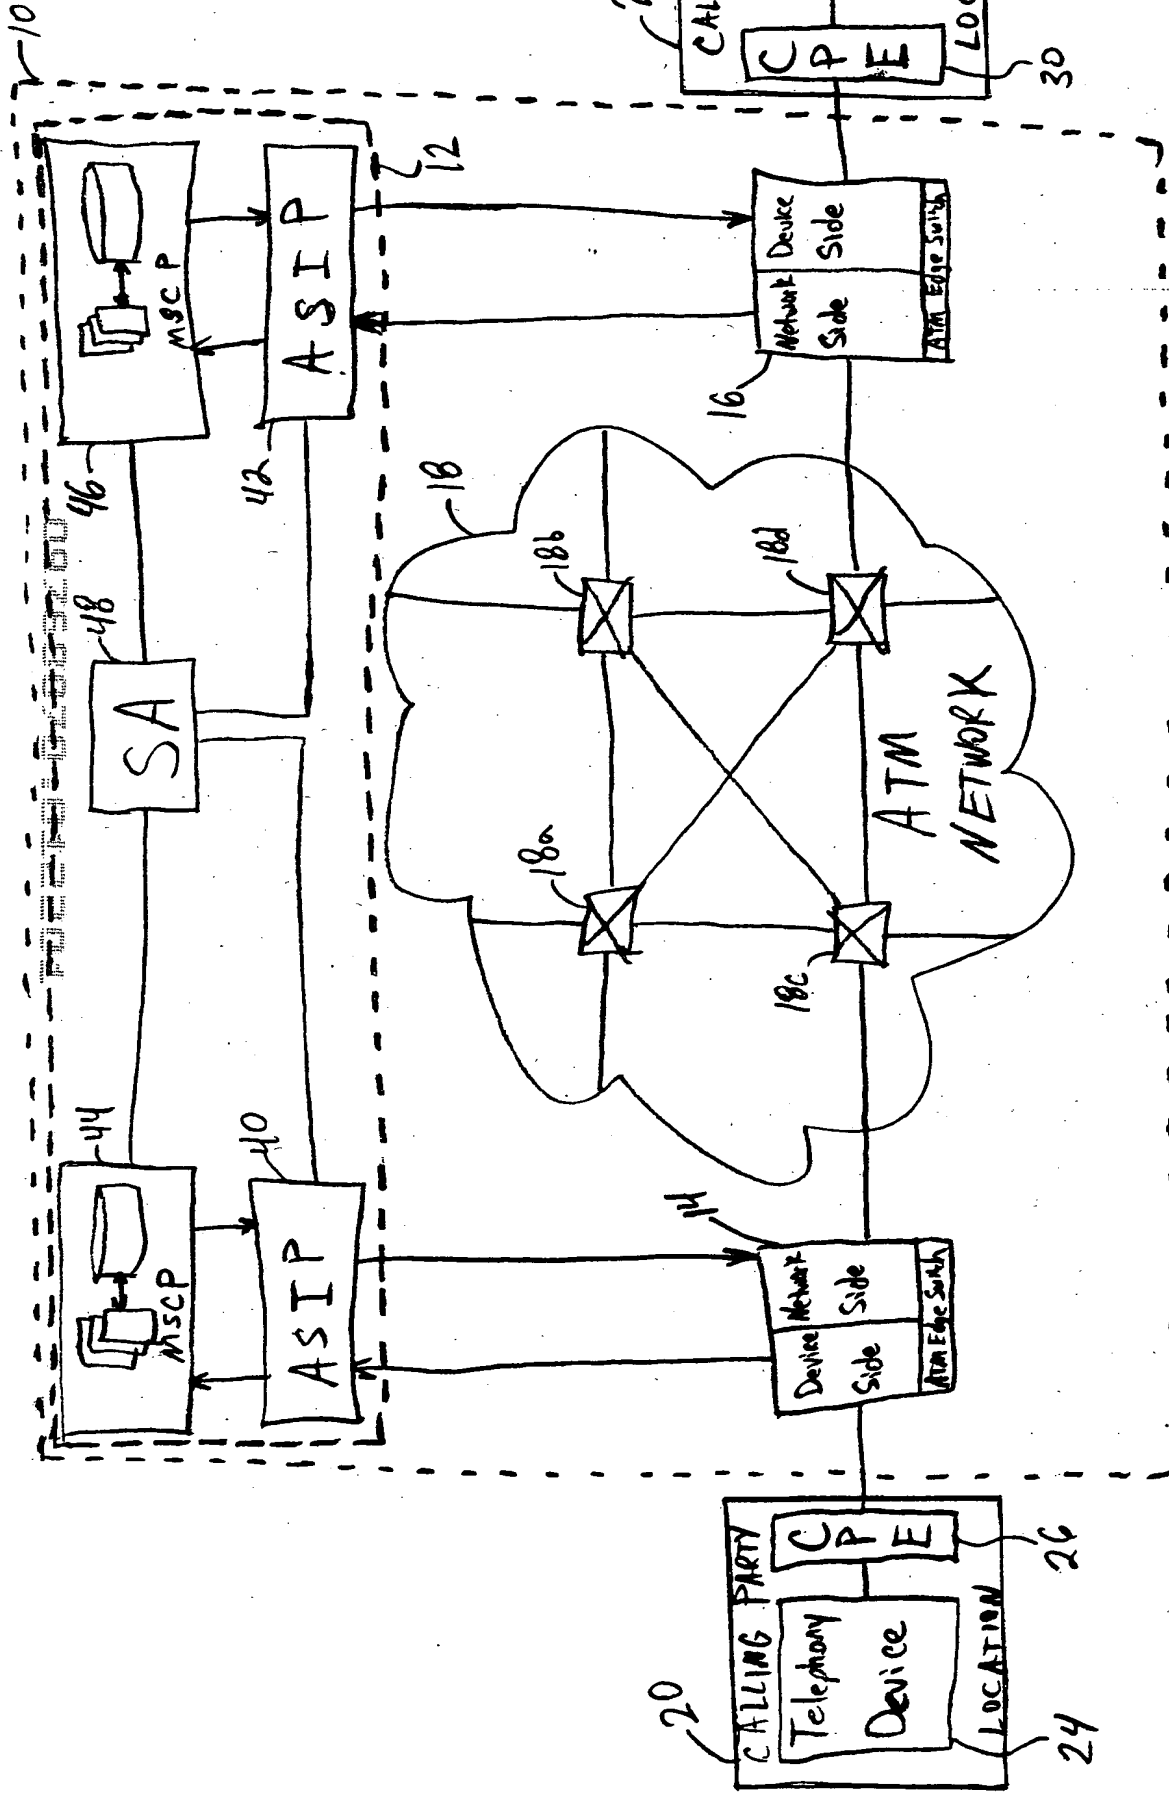 10
12
MSCP
44
48
SA
46
MSCP
ASIP
40
42
ASIP
18
18a
18b
18c
18d
ATM
NETWORK
14
Device Side
Network Side
ATM Edge Switch
16
Network Side
Device Side
ATM Edge Switch
20
CALLING PARTY
Telephony
Device
CPE
LOCATION
24
26
CAL
CPE
LOC
30